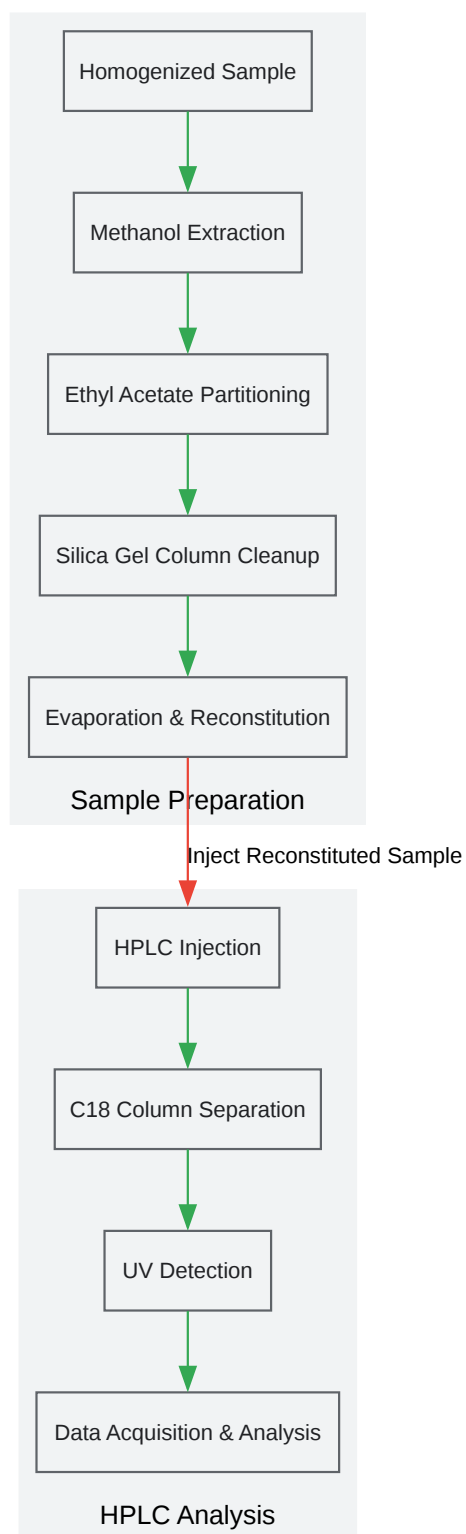 Homogenized Sample
Methanol Extraction
Ethyl Acetate Partitioning
Silica Gel Column Cleanup
Evaporation & Reconstitution
Sample Preparation
Inject Reconstituted Sample
HPLC Injection
C18 Column Separation
UV Detection
Data Acquisition & Analysis
HPLC Analysis